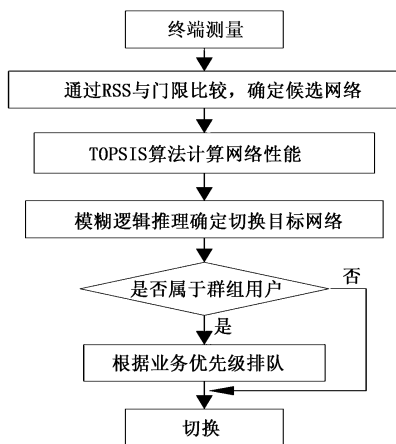 终端测量
通过RSS与门限比较，确定候选网络
TOPSIS算法计算网络性能
模糊逻辑推理确定切换目标网络
是否属于群组用户
否
是
根据业务优先级排队
切换